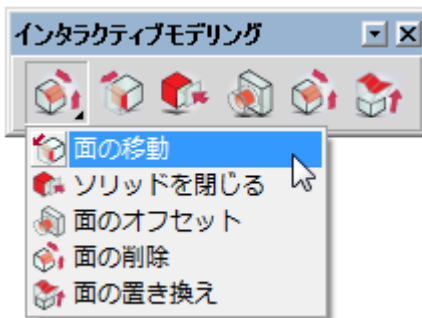 インタラクティブモデリング
面の移動
ソリッドを閉じる
面のオフセット
面の削除
面の置き換え